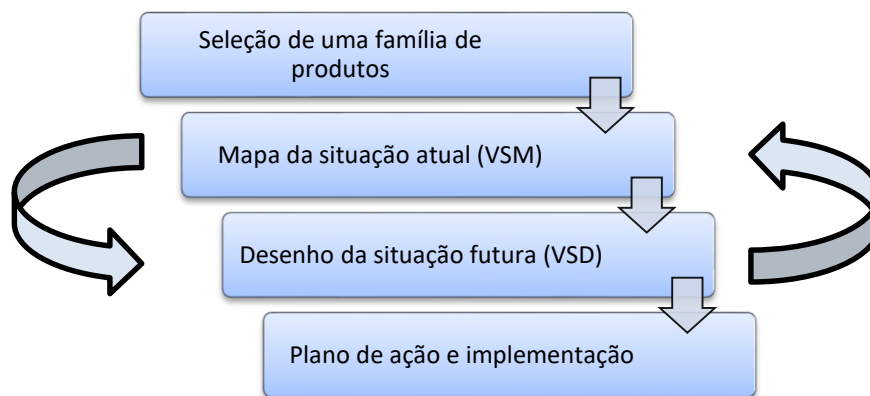 Seleção de uma família de
produtos
Mapa da situação atual (VSM)
Desenho da situação futura (VSD)
Plano de ação e implementação